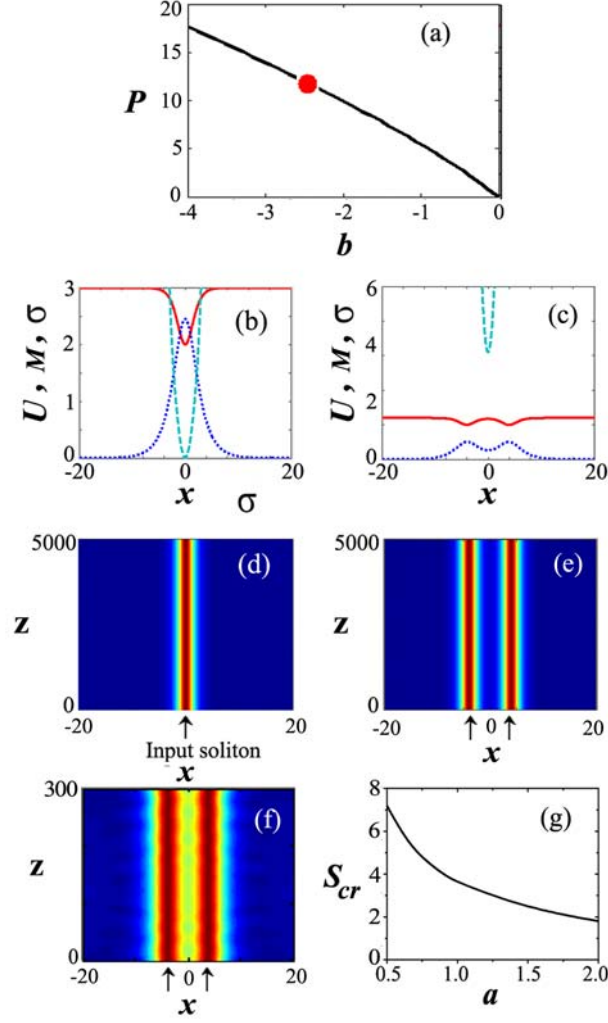 20
(a)
15
P
10
5
0
-4 -3 -2 -1 0
b
3
(b)
U , M, σ
2
1
0
-20 0 20
x
σ
6
(c)
U , M, σ
4
2
0
-20 0 20
x
5000
(d)
z
0
-20 20
Input soliton
x
5000
(e)
z
0
-20 0 20
x
300
(f)
z
0
-20 0 20
x
8
(g)
6
S_cr
4
2
0
0.5 1.0 1.5 2.0
a